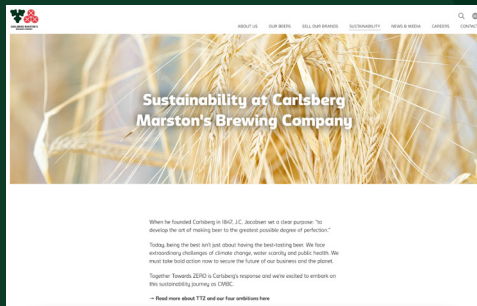 CARLSBERG MARSTON'S
BREWING COMPANY
ABOUT US OUR BEERS SELL OUR BRANDS SUSTAINABILITY NEWS & MEDIA CAREERS CONTACT
Sustainability at Carlsberg
Marston's Brewing Company
When he founded Carlsberg in 1847, J.C. Jacobsen set a clear purpose: "to
develop the art of making beer to the greatest possible degree of perfection."
Today, being the best isn't just about having the best-tasting beer. We face
extraordinary challenges of climate change, water scarcity and public health. We
must take bold action now to secure the future of our business and the planet.
Together Towards ZERO is Carlsberg's response and we're excited to embark on
this sustainability journey as CMBC.
→ Read more about TTZ and our four ambitions here